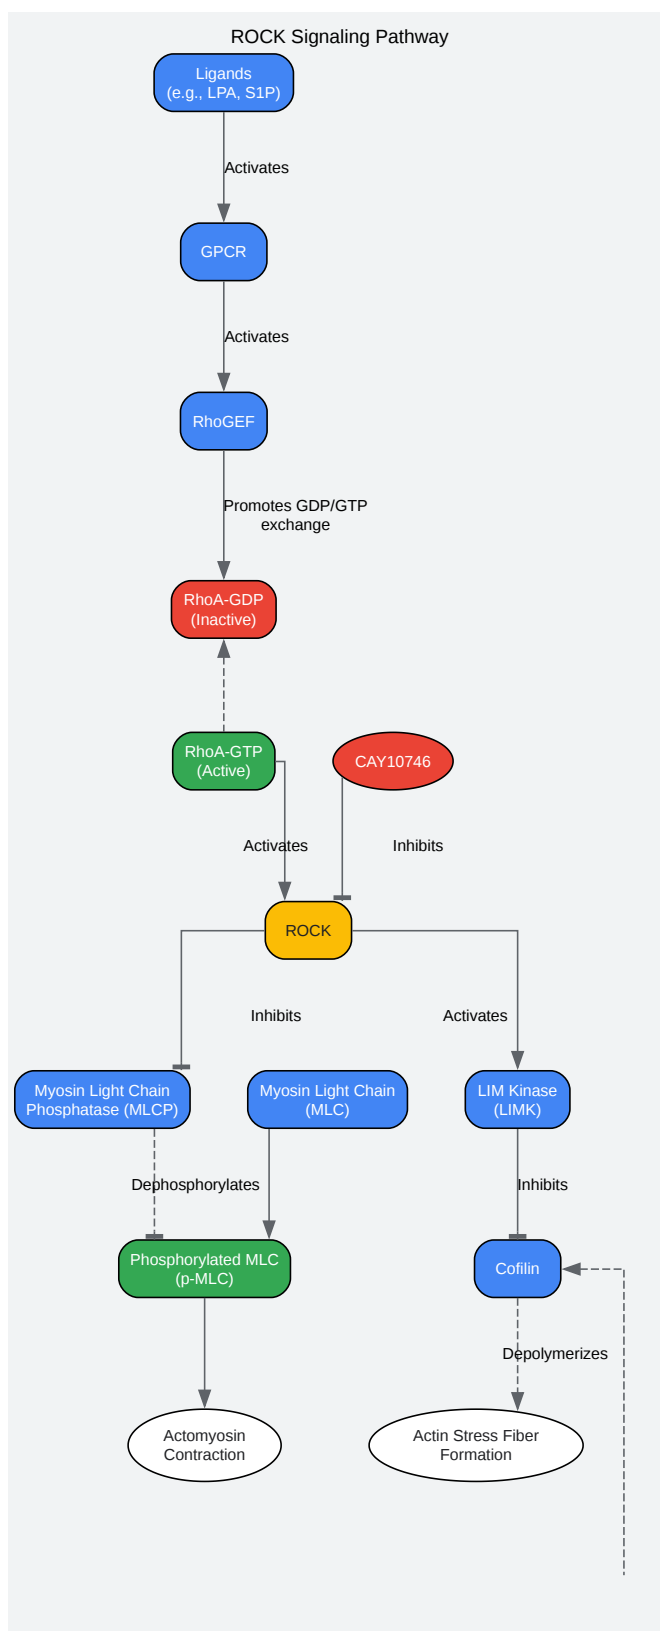 ROCK Signaling Pathway
Ligands
(e.g., LPA, S1P)
Activates
GPCR
Activates
RhoGEF
Promotes GDP/GTP
exchange
RhoA-GDP
(Inactive)
RhoA-GTP
(Active)
CAY10746
Activates
Inhibits
ROCK
Inhibits
Activates
Myosin Light Chain
Phosphatase (MLCP)
Myosin Light Chain
(MLC)
LIM Kinase
(LIMK)
Dephosphorylates
Inhibits
Phosphorylated MLC
(p-MLC)
Cofilin
Depolymerizes
Actomyosin
Contraction
Actin Stress Fiber
Formation